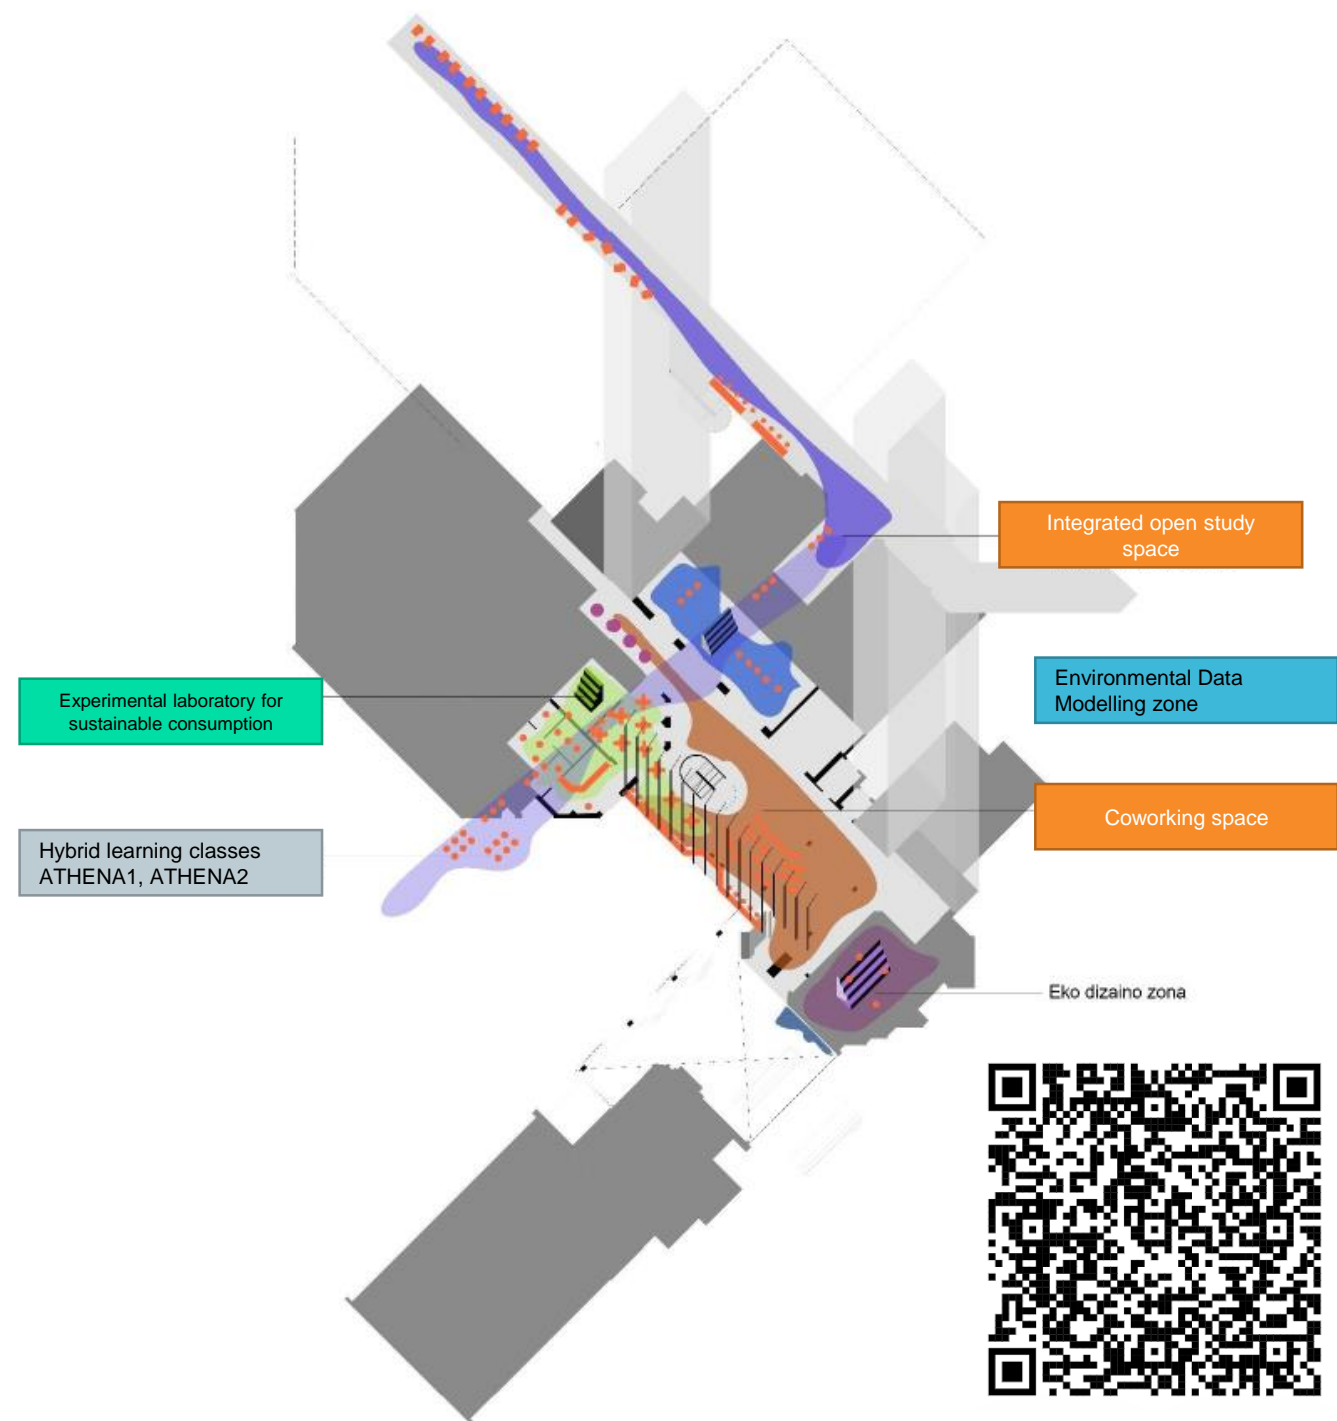 Integrated open study
space
Experimental laboratory for
sustainable consumption
Environmental Data
Modelling zone
Coworking space
Hybrid learning classes
ATHENA1, ATHENA2
Eko dizaino zona